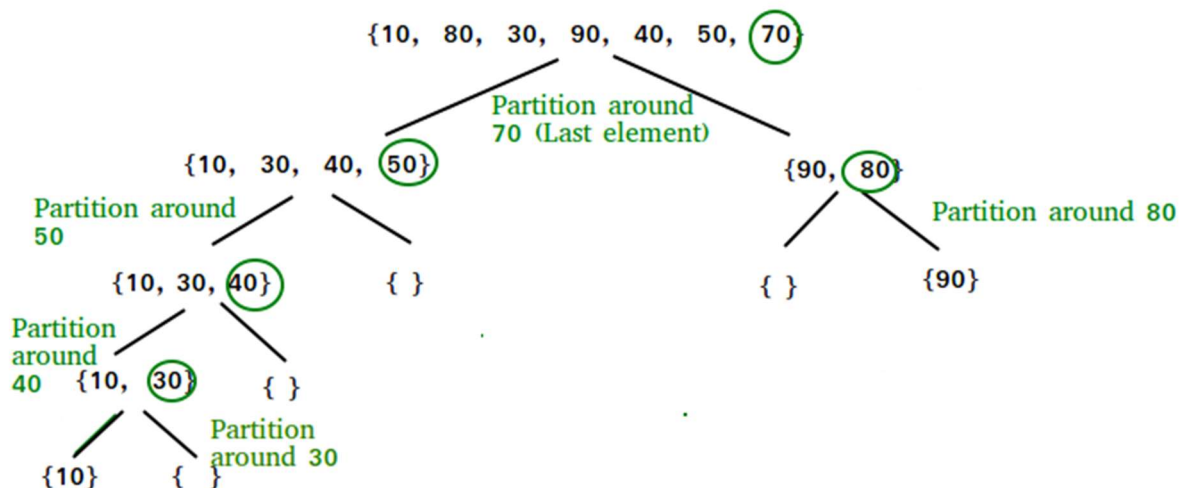 {10, 80, 30, 90, 40, 50, 70}
Partition around
70 (Last element)
{10, 30, 40, 50}
{90, 80}
Partition around
50
Partition around 80
{10, 30, 40}
{ }
{ }
{90}
Partition
around
40
{10, 30}
{ }
Partition
around 30
{10}
{ }